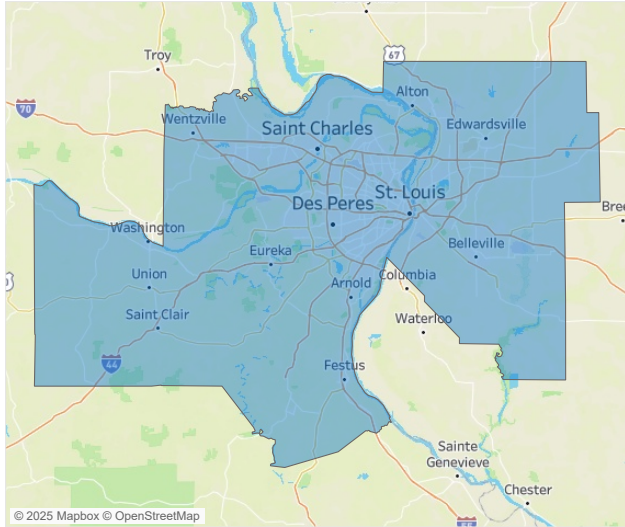 Troy
67
70
Alton
Wentzville
Saint Charles
Edwardsville
St. Louis
Des Peres
Bree
Washington
Eureka
Belleville
Union
Arnold
Columbia
Saint Clair
Waterloo
44
Festus
Sainte
Genevieve
Chester
© 2025 Mapbox © OpenStreetMap